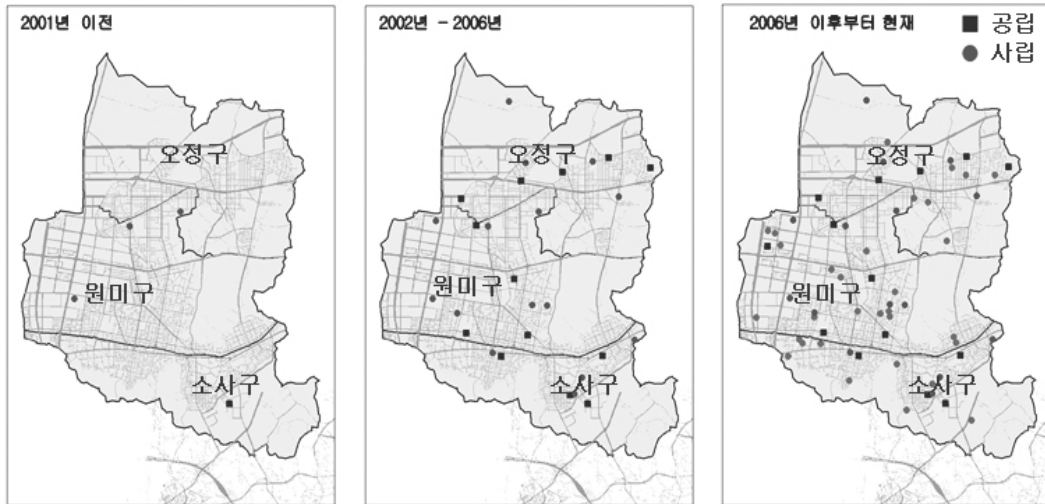 2001년 이전
오정구
원미구
소사구
2002년 - 2006년
오정구
원미구
소사구
2006년 이후부터 현재
공립
사립
오정구
원미구
소사구